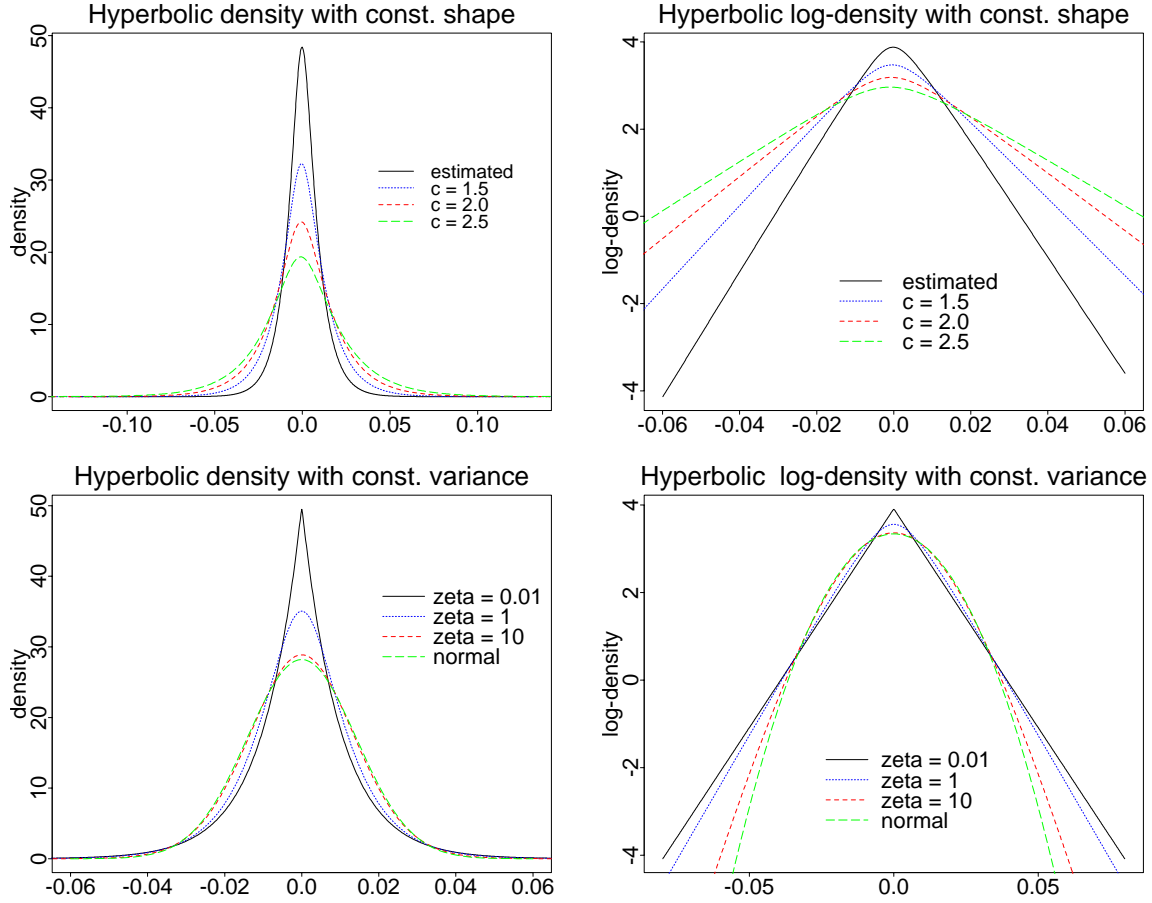 Hyperbolic density with const. shape
density
0 10 20 30 40 50
estimated
c = 1.5
c = 2.0
c = 2.5
-0.10 -0.05 0.0 0.05 0.10
Hyperbolic log-density with const. shape
log-density
-4 -2 0 2 4
estimated
c = 1.5
c = 2.0
c = 2.5
-0.06 -0.04 -0.02 0.0 0.02 0.04 0.06
Hyperbolic density with const. variance
density
0 10 20 30 40 50
zeta = 0.01
zeta = 1
zeta = 10
normal
-0.06 -0.04 -0.02 0.0 0.02 0.04 0.06
Hyperbolic log-density with const. variance
log-density
-4 -2 0 2 4
zeta = 0.01
zeta = 1
zeta = 10
normal
-0.05 0.0 0.05